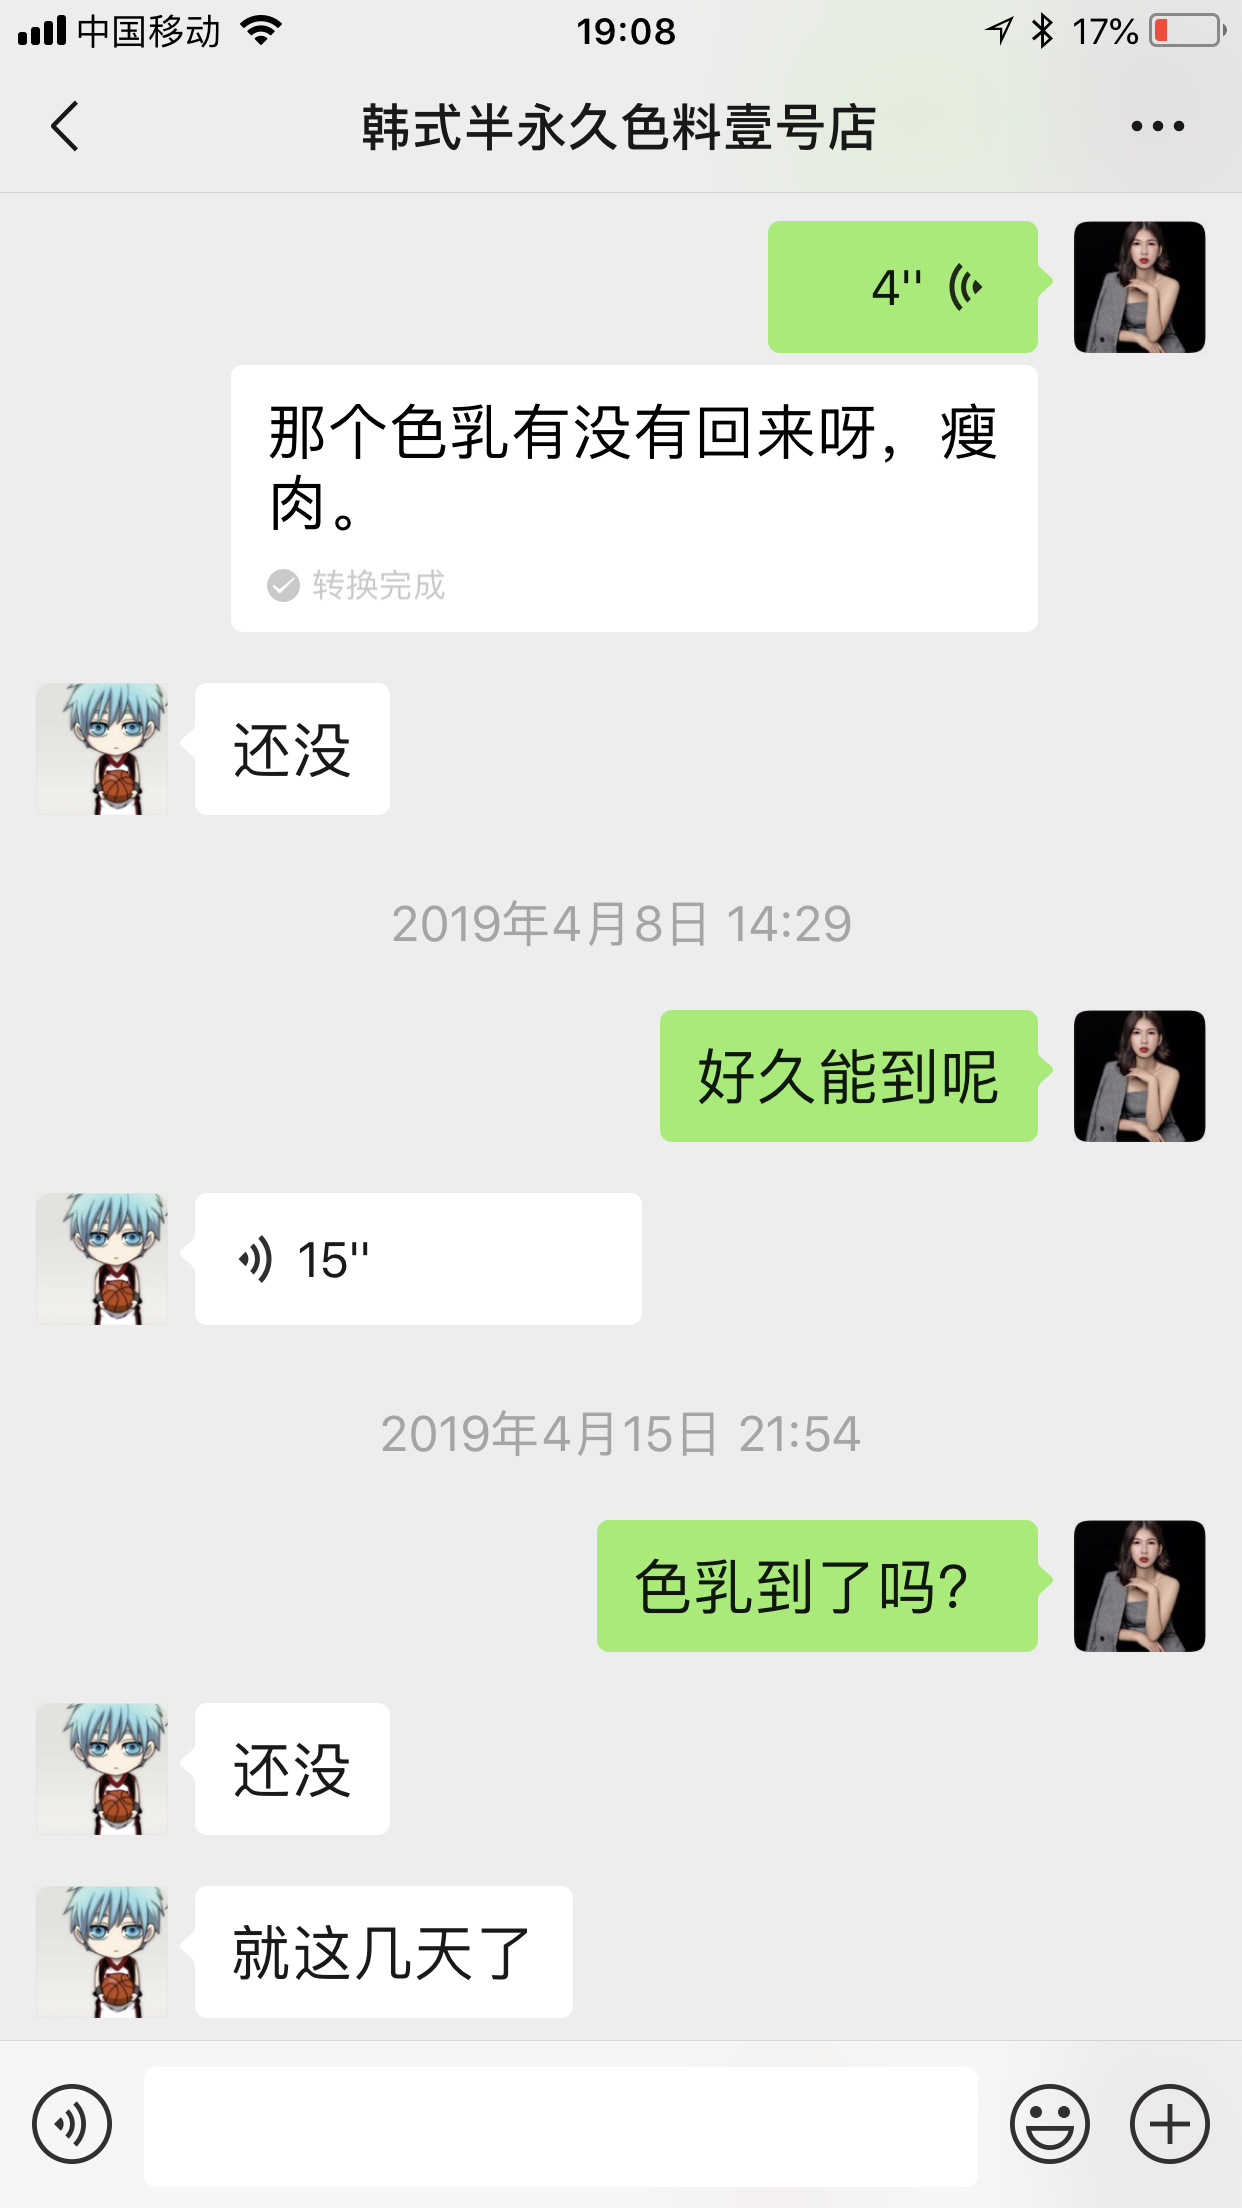 中国移动 19:08 17%
韩式半永久色料壹号店
4"
那个色乳有没有回来呀，瘦
肉。
转换完成
还没
2019年4月8日 14:29
好久能到呢
15"
2019年4月15日 21:54
色乳到了吗?
还没
就这几天了